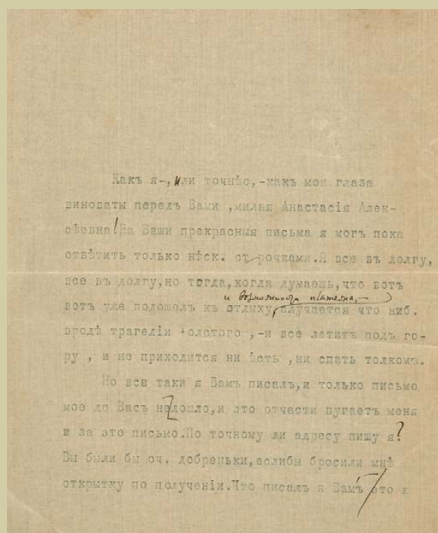 Какъ я-, или точнѣе,-какъ мои глаза
виноваты передъ Вами ,милая Анастасія Алек-
сѣевна!На Ваши прекрасныя письма я могъ пока
отвѣтить только нѣск. строчками.Я все въ долгу,
все въ долгу,но тогда,когда думаешь,что вотъ
и возможность
вотъ уже подошелъ къ отдыху,случается что ниб.
вродѣ трагедіи Толстого ,-и все летитъ подъ го-
ру , и не приходится ни ѣсть ,ни спать толкомъ.
Но все таки я Вамъ писалъ,и только письмо
мое до Васъ недошло,и это отчасти пугаетъ меня
и за это письмо.По точному ли адресу пишу я?
Вы были бы оч. добреньки,еслибы бросили мнѣ
открытку по полученіи.Что писалъ я Вамъ это я